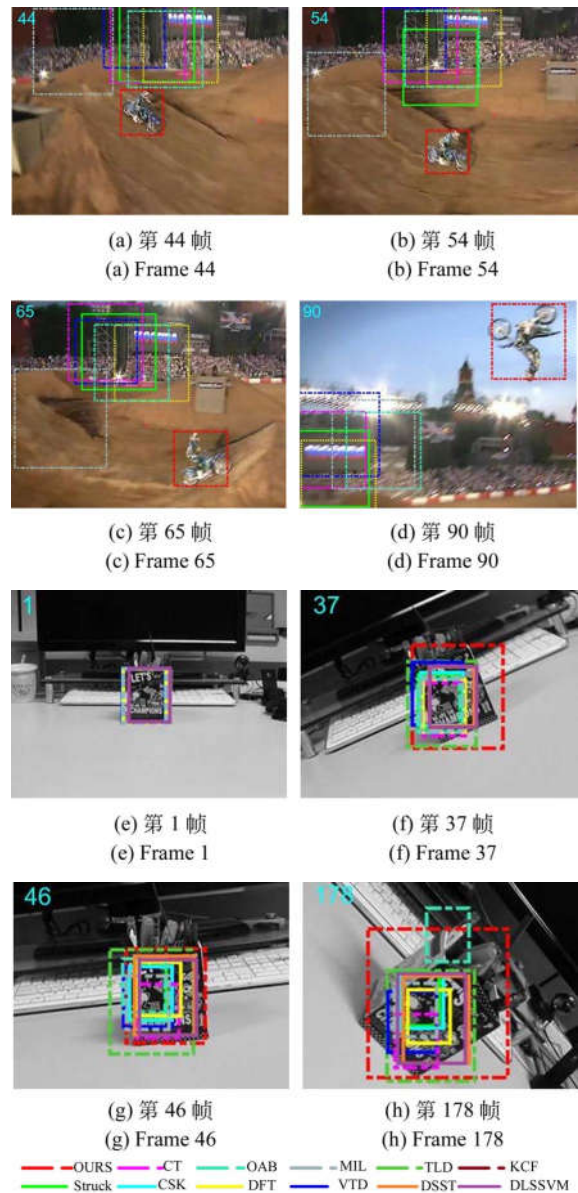 44
54
(a) 第 44 帧
(b) 第 54 帧
(a) Frame 44
(b) Frame 54
65
90
(c) 第 65 帧
(d) 第 90 帧
(c) Frame 65
(d) Frame 90
1
37
LET'S
CHAMPIONS
(e) 第 1 帧
(f) 第 37 帧
(e) Frame 1
(f) Frame 37
46
178
(g) 第 46 帧
(h) 第 178 帧
(g) Frame 46
(h) Frame 178
OURS CT OAB MIL TLD KCF
Struck CSK DFT VTD DSST DLSSVM